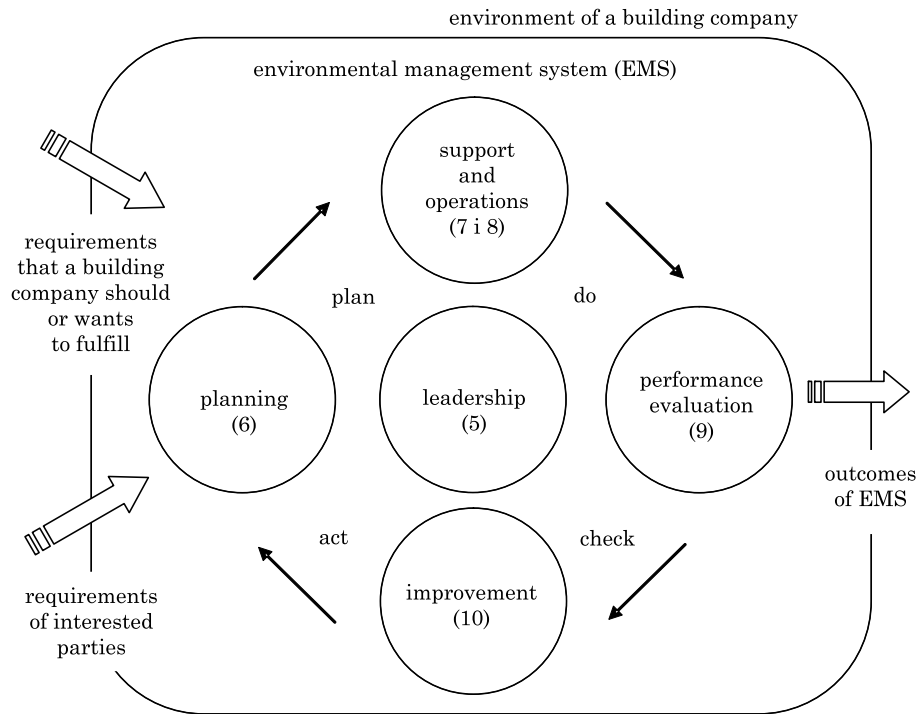 environment of a building company
environmental management system (EMS)
support
and
operations
(7 i 8)
requirements
that a building
company should
or wants
to fulfill
plan
do
planning
(6)
leadership
(5)
performance
evaluation
(9)
outcomes
of EMS
act
check
improvement
(10)
requirements
of interested
parties